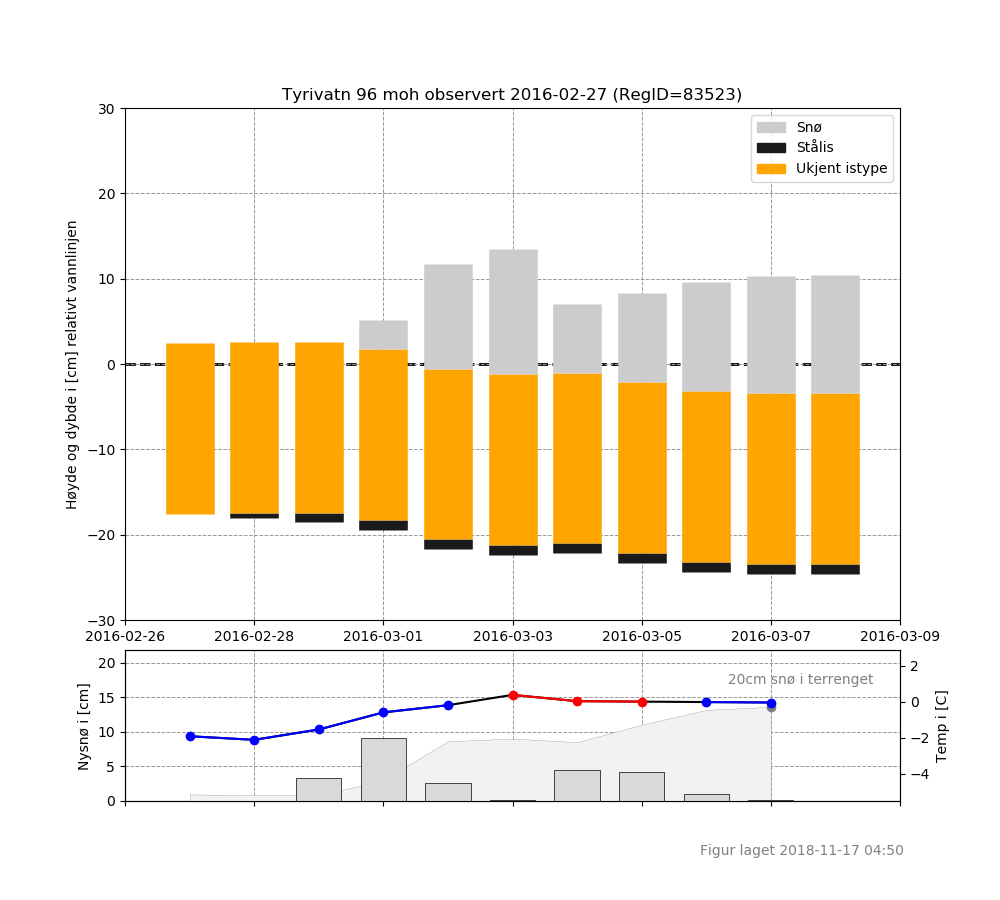 Tyrivatn 96 moh observert 2016-02-27 (RegID=83523)
Snø
Stålis
Ukjent istype
30
20
10
0
−10
−20
−30
Høyde og dybde i [cm] relativt vannlinjen
2016-02-26 2016-02-28 2016-03-01 2016-03-03 2016-03-05 2016-03-07 2016-03-09
20
15
10
5
0
Nysnø i [cm]
20cm snø i terrenget
2
0
−2
−4
Temp i [C]
Figur laget 2018-11-17 04:50